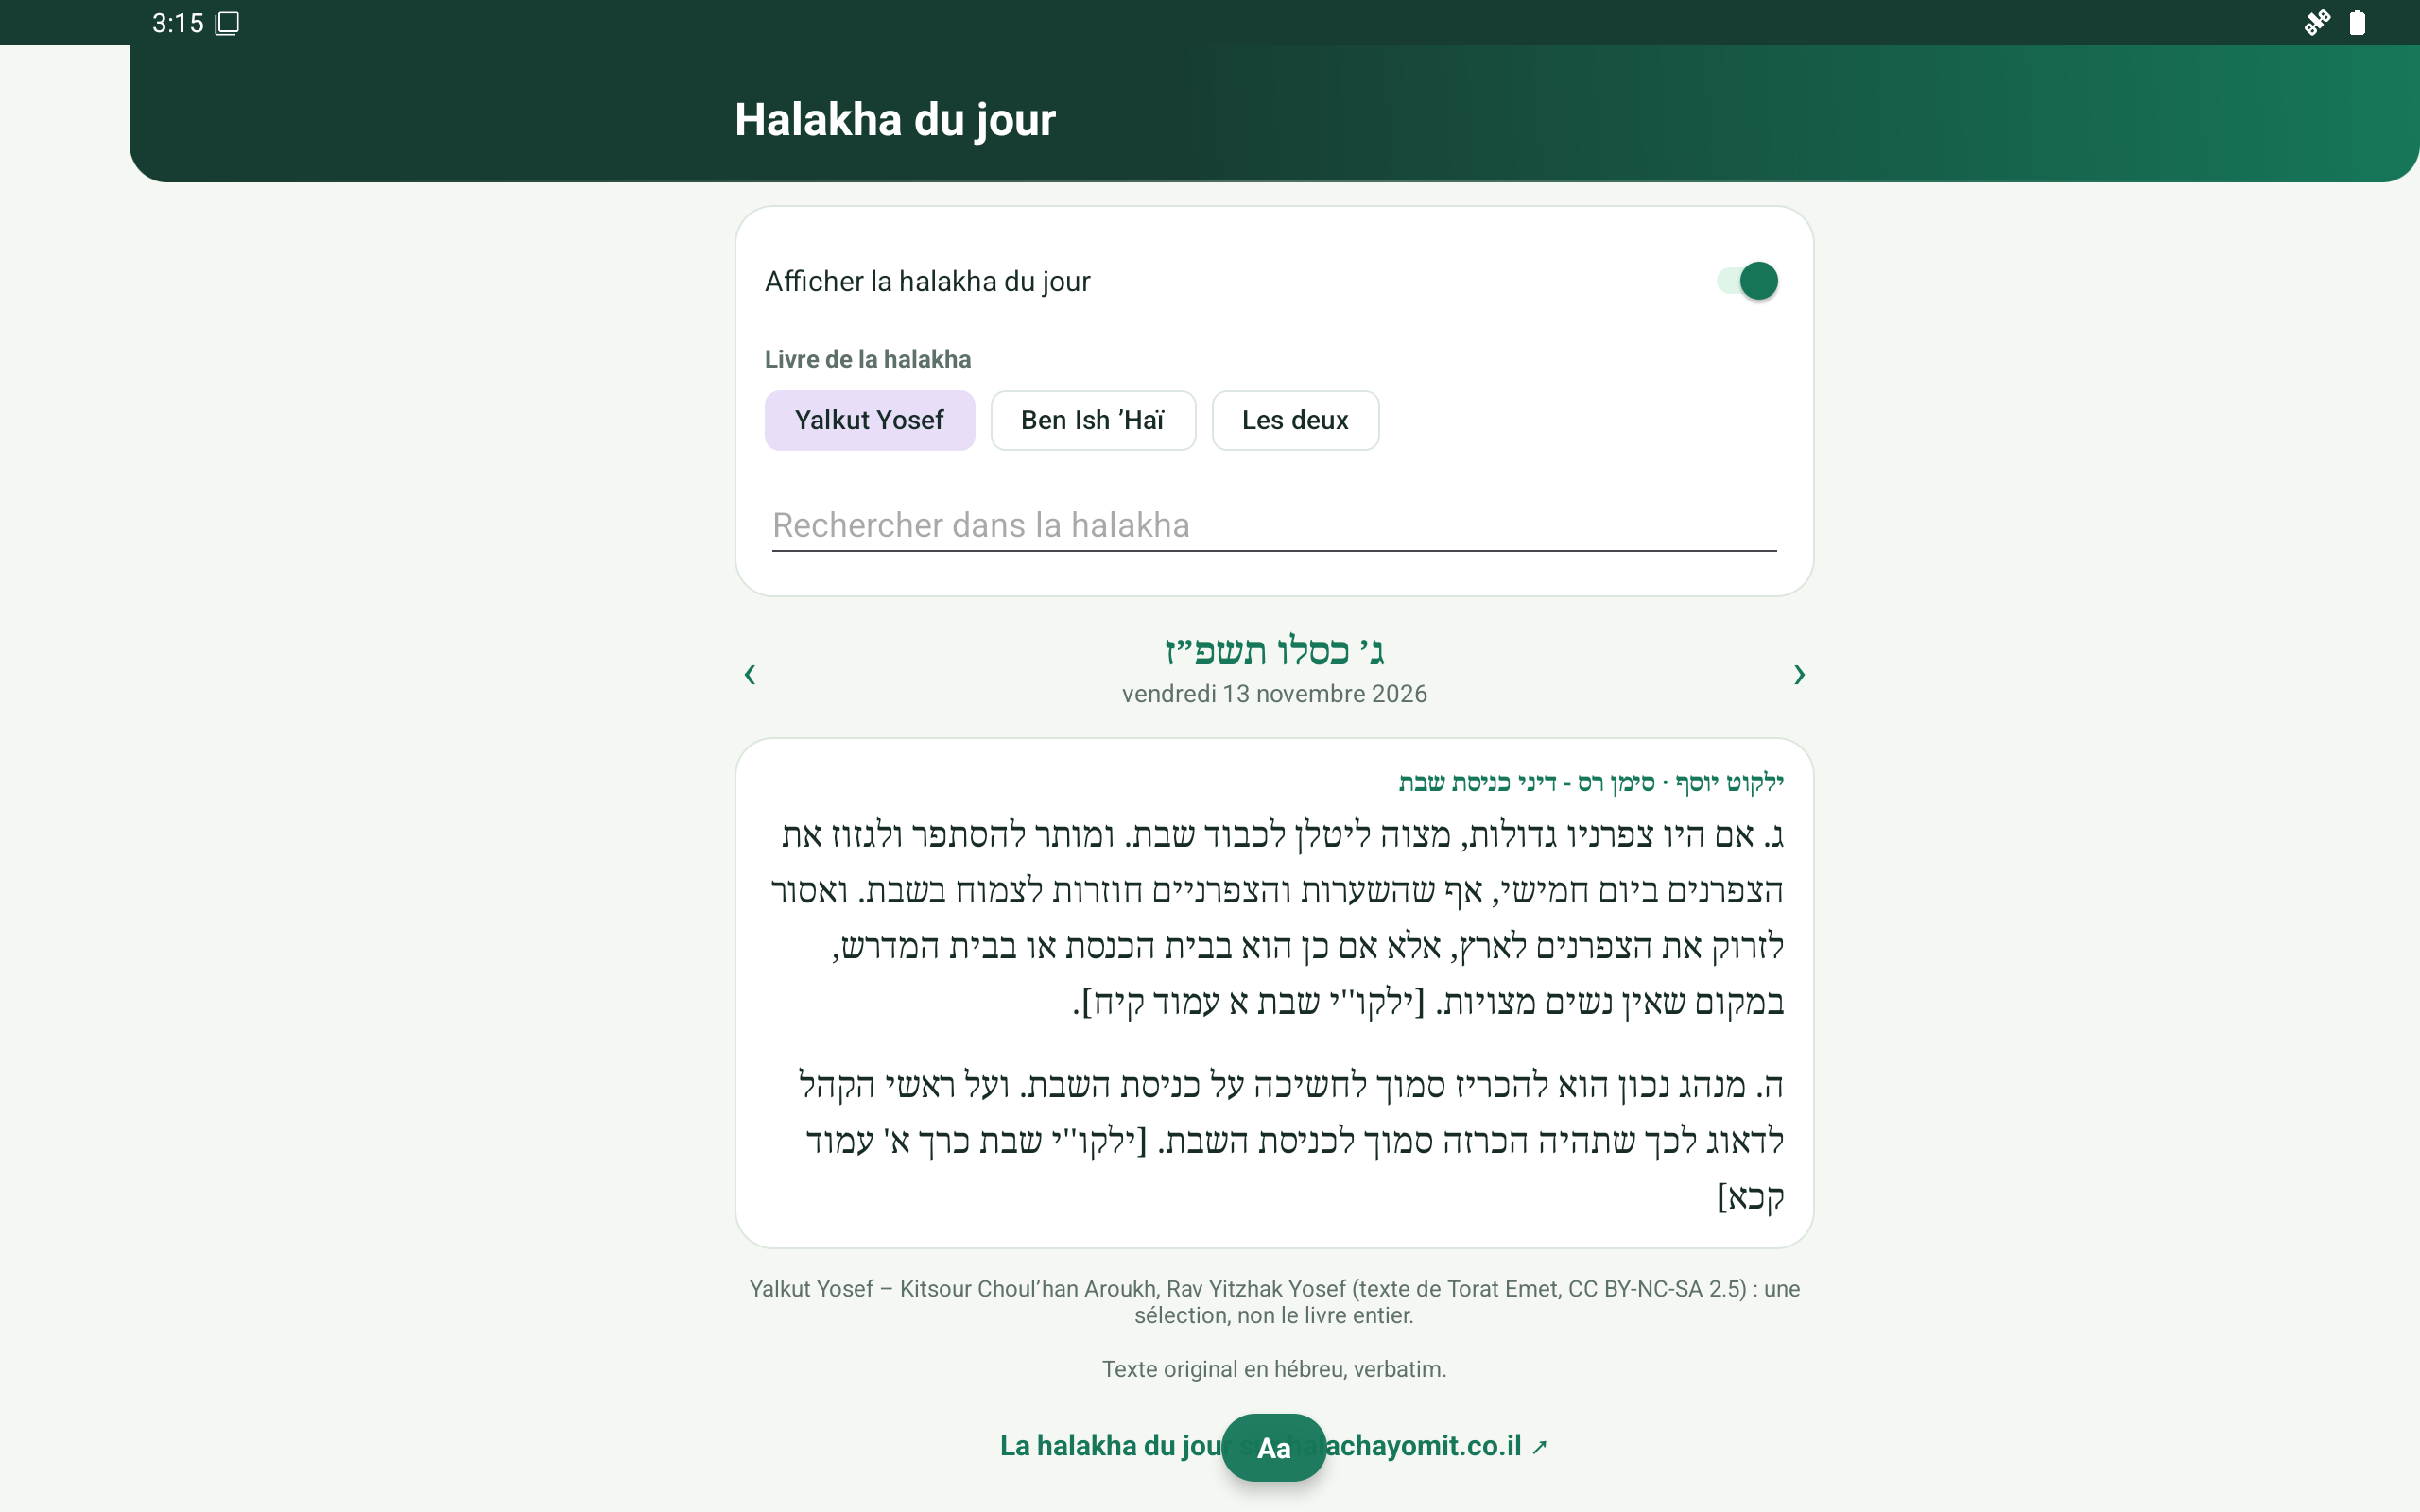 3:15
Halakha du jour
Afficher la halakha du jour
Livre de la halakha
Yalkut Yosef
Ben Ish ’Haï
Les deux
Rechercher dans la halakha
ג׳ כסלו תשפ״ז
vendredi 13 novembre 2026
ילקוט יוסף · סימן רס - דיני כניסת שבת
ג. אם היו צפרניו גדולות, מצוה ליטלן לכבוד שבת. ומותר להסתפר ולגזוז את
הצפרנים ביום חמישי, אף שהשערות והצפרניים חוזרות לצמוח בשבת. ואסור
לזרוק את הצפרנים לארץ, אלא אם כן הוא בבית הכנסת או בבית המדרש,
במקום שאין נשים מצויות. [ילקו''י שבת א עמוד קיח].
ה. מנהג נכון הוא להכריז סמוך לחשיכה על כניסת השבת. ועל ראשי הקהל
לדאוג לכך שתהיה הכרזה סמוך לכניסת השבת. [ילקו''י שבת כרך א' עמוד
קכא]
Yalkut Yosef – Kitsour Choul’han Aroukh, Rav Yitzhak Yosef (texte de Torat Emet, CC BY-NC-SA 2.5) : une
sélection, non le livre entier.
Texte original en hébreu, verbatim.
La halakha du jour sur halachayomit.co.il ↗
Aa